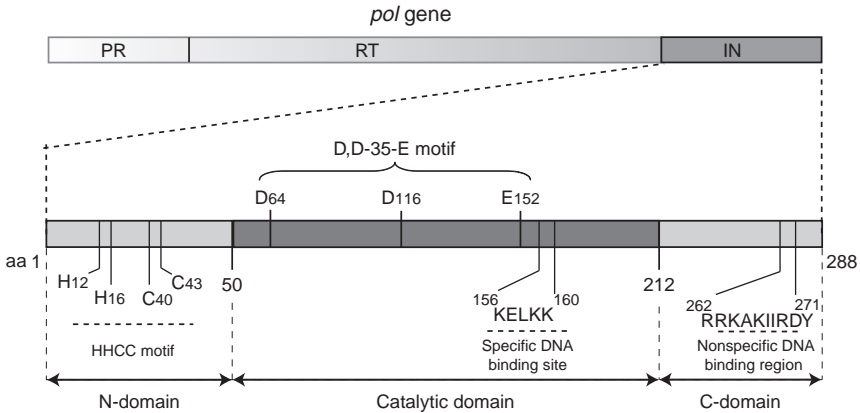 pol gene
PR RT IN
D,D-35-E motif
D64 D116 E152
aa 1 288
H12 H16 C40 C43
50 212
156 160
262 271
KELKK
RRKAKIIRDY
HHCC motif
Specific DNA
binding site
Nonspecific DNA
binding region
N-domain Catalytic domain C-domain